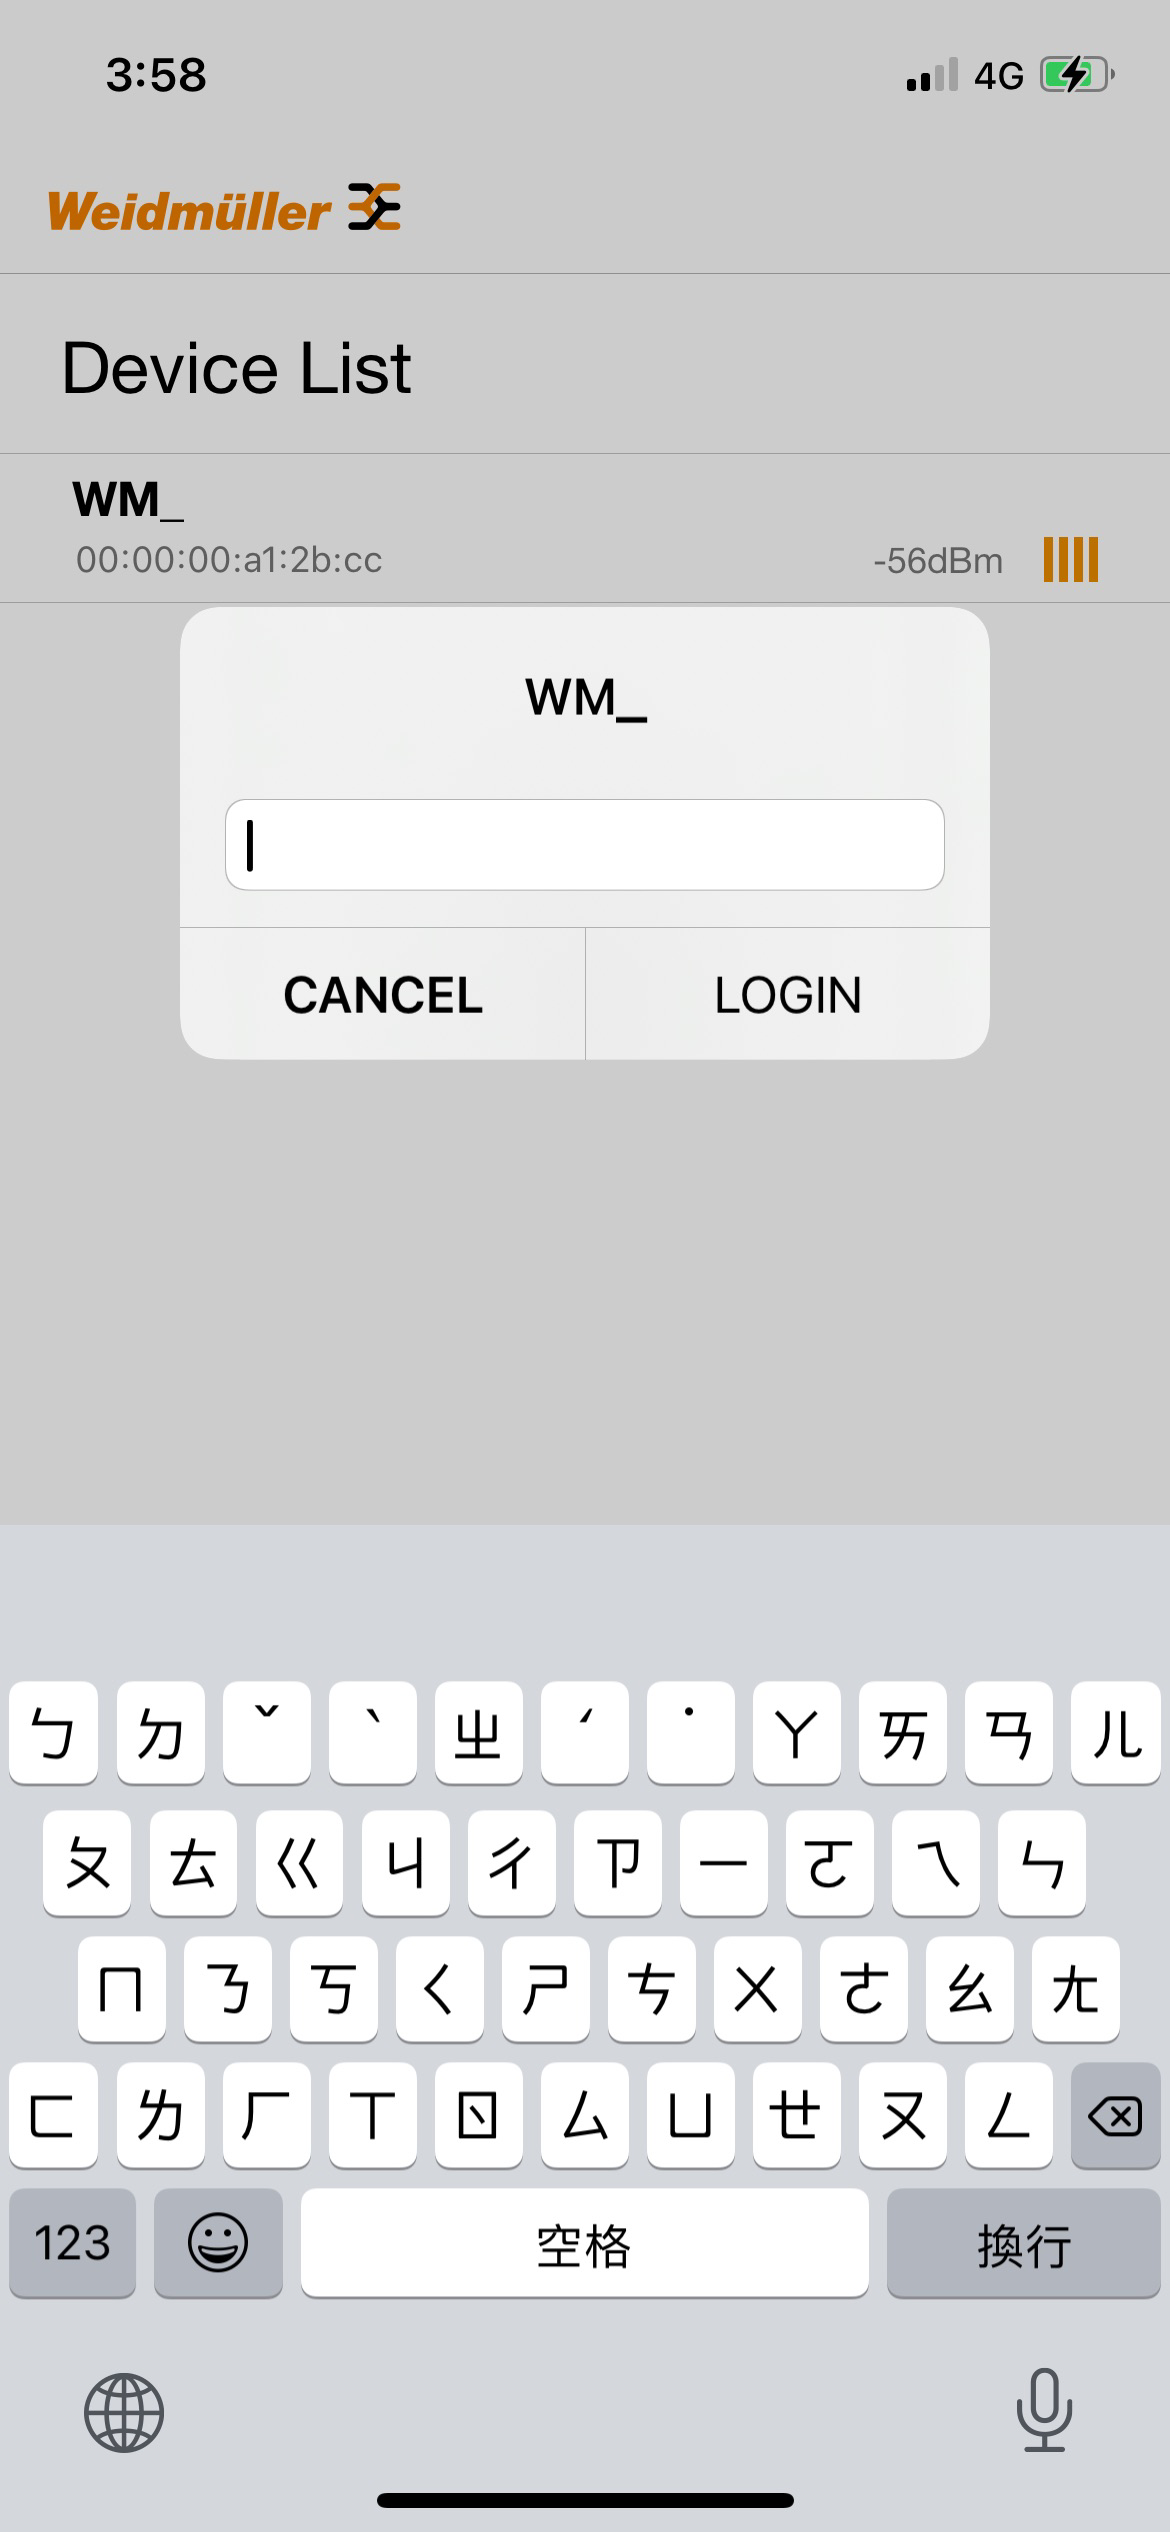 3:58
4G
Weidmüller
Device List
WM_
00:00:00:a1:2b:cc
-56dBm
WM_
CANCEL
LOGIN
ㄅ ㄉ ˇ ˋ ㄓ ˊ ˙ ㄚ ㄞ ㄢ ㄦ
ㄆ ㄊ ㄍ ㄐ ㄔ ㄗ ㄧ ㄛ ㄟ ㄣ
ㄇ ㄋ ㄎ ㄑ ㄕ ㄘ ㄨ ㄜ ㄠ ㄤ
ㄈ ㄌ ㄏ ㄒ ㄖ ㄙ ㄩ ㄝ ㄡ ㄥ
123 空格 換行